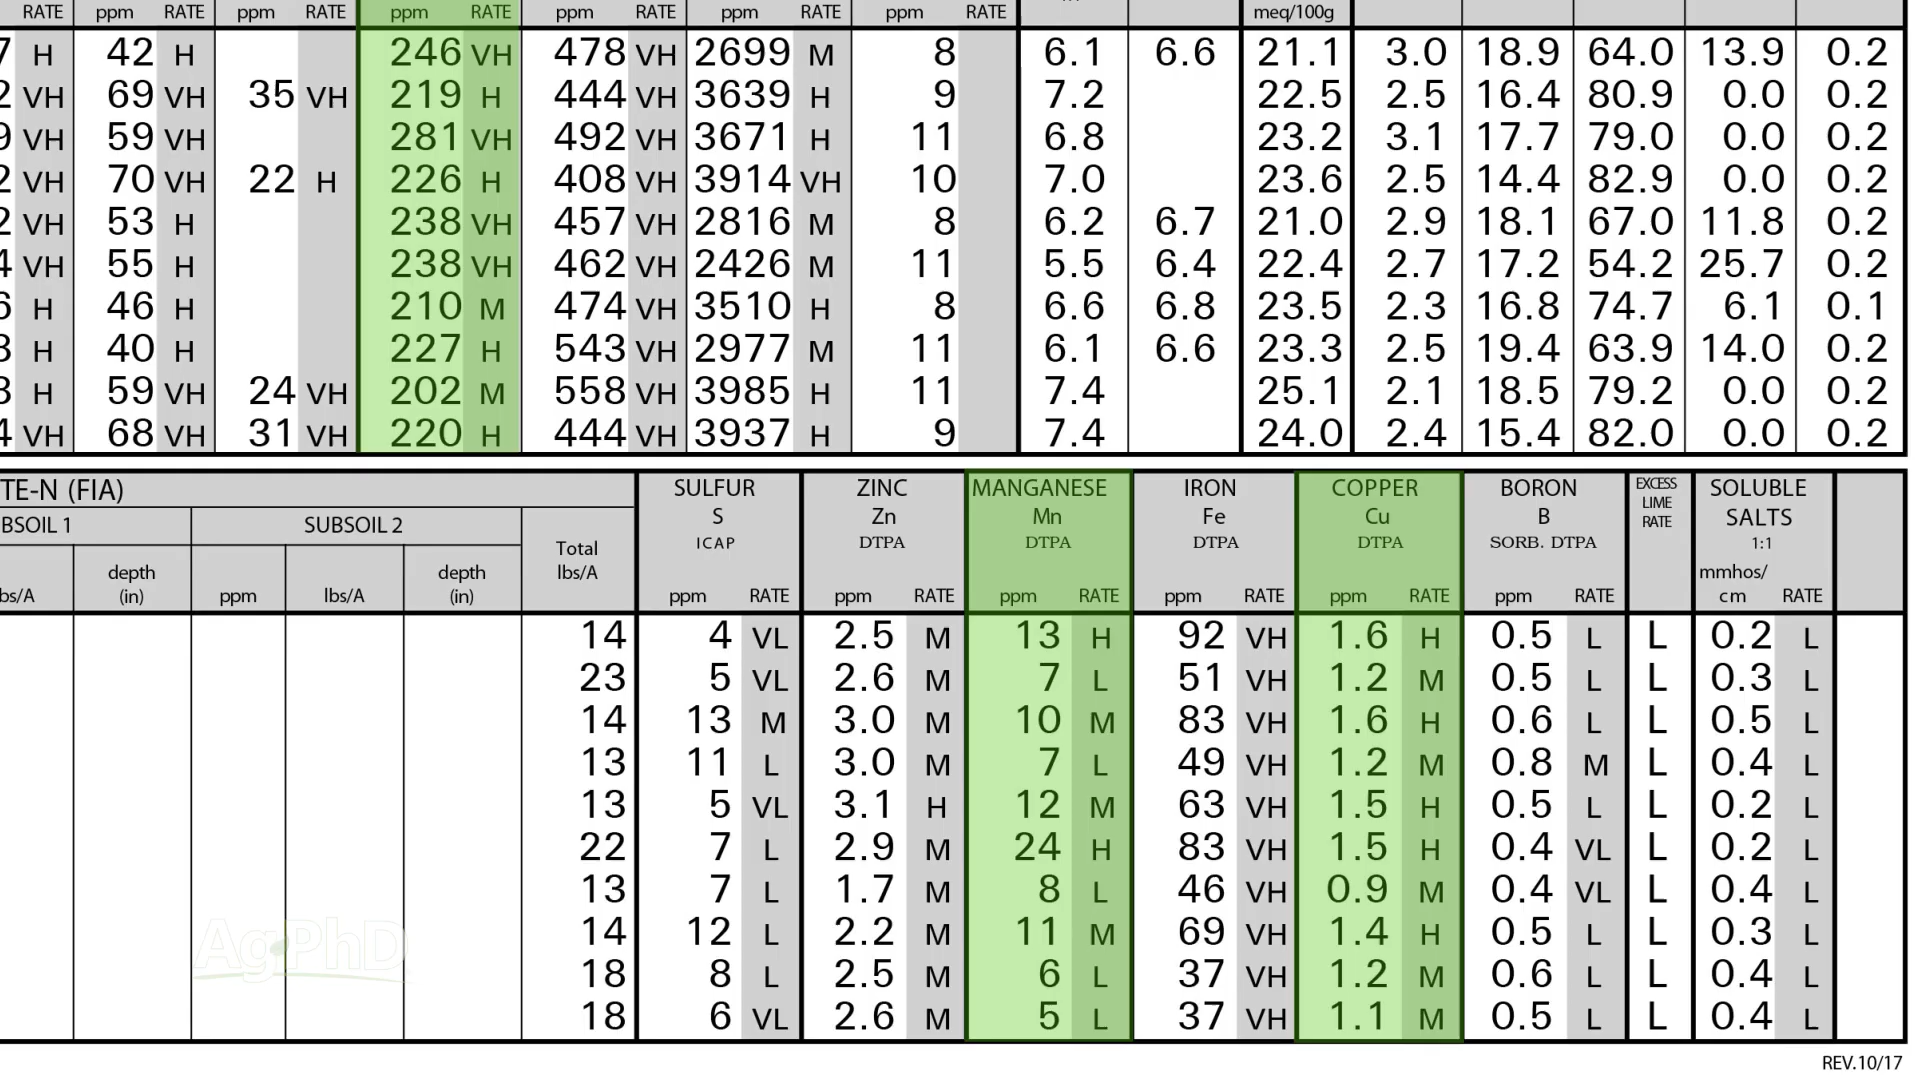 RATE ppm RATE ppm RATE ppm RATE ppm RATE ppm RATE ppm RATE meq/100g
7 H 42 H 246 VH 478 VH 2699 M 8 6.1 6.6 21.1 3.0 18.9 64.0 13.9 0.2
2 VH 69 VH 35 VH 219 H 444 VH 3639 H 9 7.2 22.5 2.5 16.4 80.9 0.0 0.2
9 VH 59 VH 281 VH 492 VH 3671 H 11 6.8 23.2 3.1 17.7 79.0 0.0 0.2
2 VH 70 VH 22 H 226 H 408 VH 3914 VH 10 7.0 23.6 2.5 14.4 82.9 0.0 0.2
2 VH 53 H 238 VH 457 VH 2816 M 8 6.2 6.7 21.0 2.9 18.1 67.0 11.8 0.2
4 VH 55 H 238 VH 462 VH 2426 M 11 5.5 6.4 22.4 2.7 17.2 54.2 25.7 0.2
6 H 46 H 210 M 474 VH 3510 H 8 6.6 6.8 23.5 2.3 16.8 74.7 6.1 0.1
8 H 40 H 227 H 543 VH 2977 M 11 6.1 6.6 23.3 2.5 19.4 63.9 14.0 0.2
8 H 59 VH 24 VH 202 M 558 VH 3985 H 11 7.4 25.1 2.1 18.5 79.2 0.0 0.2
4 VH 68 VH 31 VH 220 H 444 VH 3937 H 9 7.4 24.0 2.4 15.4 82.0 0.0 0.2
TE-N (FIA) SULFUR ZINC MANGANESE IRON COPPER BORON EXCESS SOLUBLE
LIME
BSOIL 1 SUBSOIL 2 S Zn Mn Fe Cu B RATE SALTS
ICAP DTPA DTPA DTPA DTPA SORB. DTPA 1:1
Total
depth depth lbs/A mmhos/
bs/A (in) ppm lbs/A (in) ppm RATE ppm RATE ppm RATE ppm RATE ppm RATE ppm RATE cm RATE
14 4 VL 2.5 M 13 H 92 VH 1.6 H 0.5 L L 0.2 L
23 5 VL 2.6 M 7 L 51 VH 1.2 M 0.5 L L 0.3 L
14 13 M 3.0 M 10 M 83 VH 1.6 H 0.6 L L 0.5 L
13 11 L 3.0 M 7 L 49 VH 1.2 M 0.8 M L 0.4 L
13 5 VL 3.1 H 12 M 63 VH 1.5 H 0.5 L L 0.2 L
22 7 L 2.9 M 24 H 83 VH 1.5 H 0.4 VL L 0.2 L
13 7 L 1.7 M 8 L 46 VH 0.9 M 0.4 VL L 0.4 L
14 12 L 2.2 M 11 M 69 VH 1.4 H 0.5 L L 0.3 L
18 8 L 2.5 M 6 L 37 VH 1.2 M 0.6 L L 0.4 L
18 6 VL 2.6 M 5 L 37 VH 1.1 M 0.5 L L 0.4 L
AgPhD
REV.10/17